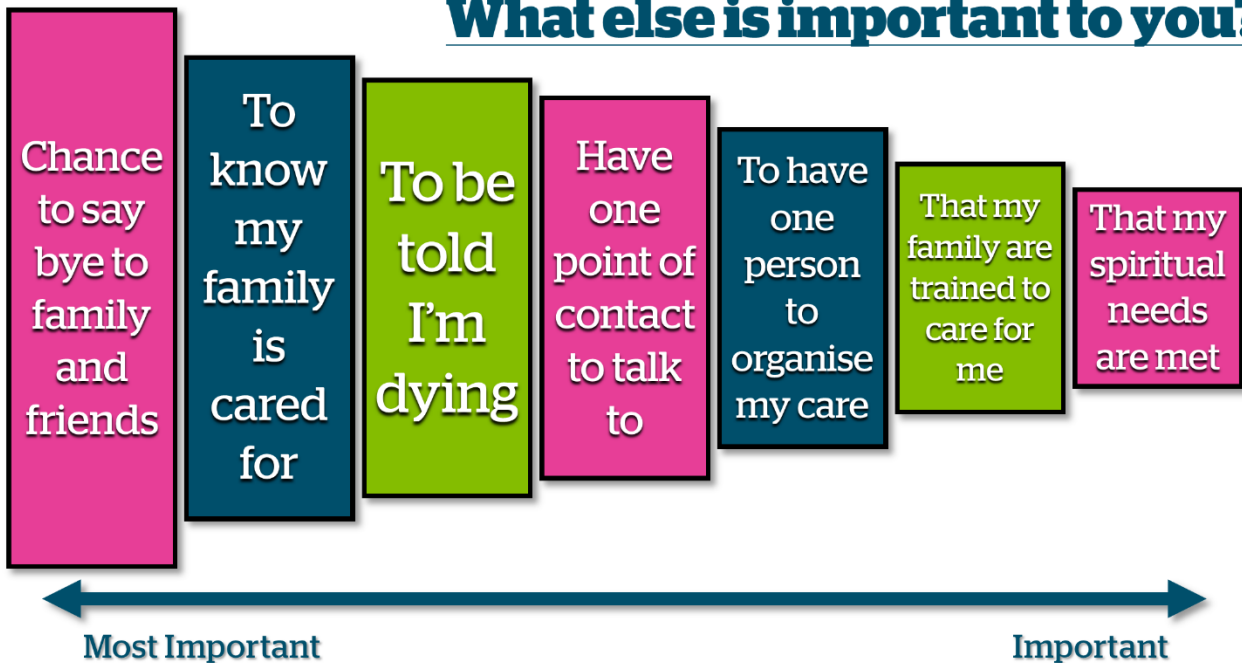 What else is important to you?
Chance
to say
bye to
family
and
friends
To
know
my
family
is
cared
for
To be
told
I'm
dying
Have
one
point of
contact
to talk
to
To have
one
person
to
organise
my care
That my
family are
trained to
care for
me
That my
spiritual
needs
are met
Most Important
Important